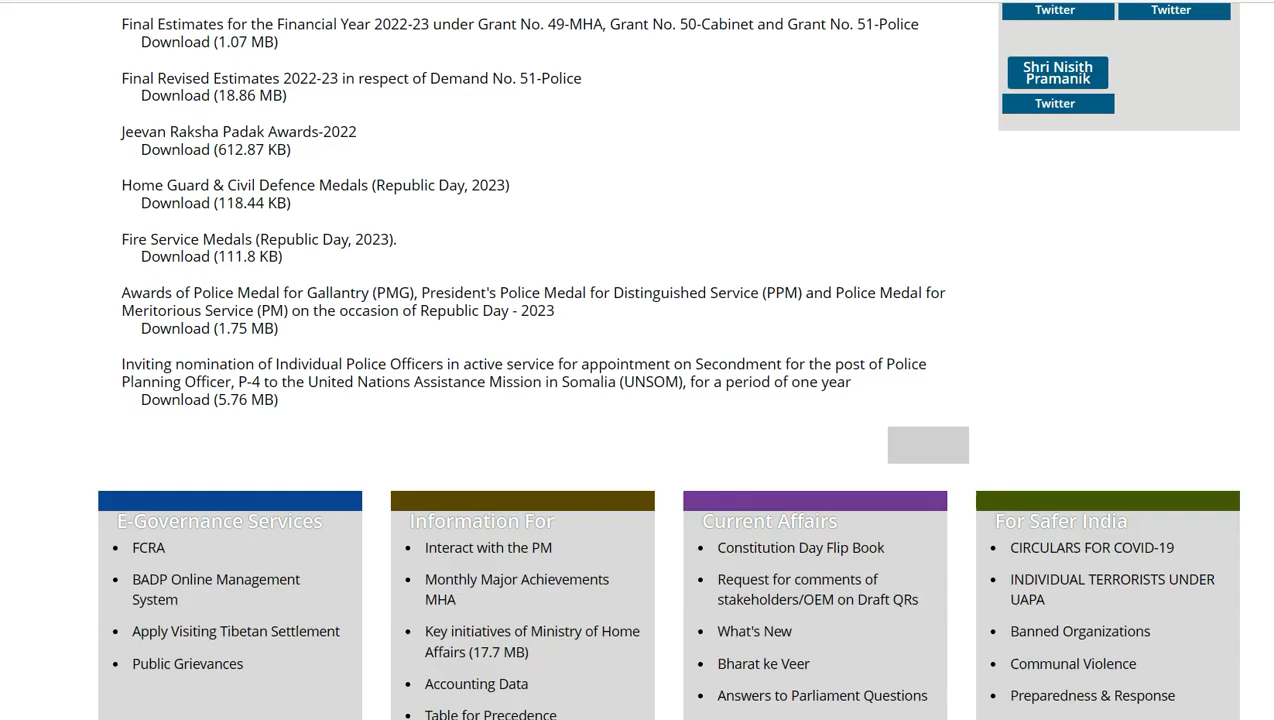 Twitter Twitter
Final Estimates for the Financial Year 2022-23 under Grant No. 49-MHA, Grant No. 50-Cabinet and Grant No. 51-Police
Download (1.07 MB)
Final Revised Estimates 2022-23 in respect of Demand No. 51-Police
Download (18.86 MB)
Jeevan Raksha Padak Awards-2022
Download (612.87 KB)
Home Guard & Civil Defence Medals (Republic Day, 2023)
Download (118.44 KB)
Fire Service Medals (Republic Day, 2023).
Download (111.8 KB)
Awards of Police Medal for Gallantry (PMG), President's Police Medal for Distinguished Service (PPM) and Police Medal for
Meritorious Service (PM) on the occasion of Republic Day - 2023
Download (1.75 MB)
Inviting nomination of Individual Police Officers in active service for appointment on Secondment for the post of Police
Planning Officer, P-4 to the United Nations Assistance Mission in Somalia (UNSOM), for a period of one year
Download (5.76 MB)
Shri Nisith
Pramanik
Twitter
E-Governance Services
• FCRA
• BADP Online Management
System
• Apply Visiting Tibetan Settlement
• Public Grievances
Information For
• Interact with the PM
• Monthly Major Achievements
MHA
• Key initiatives of Ministry of Home
Affairs (17.7 MB)
• Accounting Data
• Table for Precedence
Current Affairs
• Constitution Day Flip Book
• Request for comments of
stakeholders/OEM on Draft QRs
• What's New
• Bharat ke Veer
• Answers to Parliament Questions
For Safer India
• CIRCULARS FOR COVID-19
• INDIVIDUAL TERRORISTS UNDER
UAPA
• Banned Organizations
• Communal Violence
• Preparedness & Response